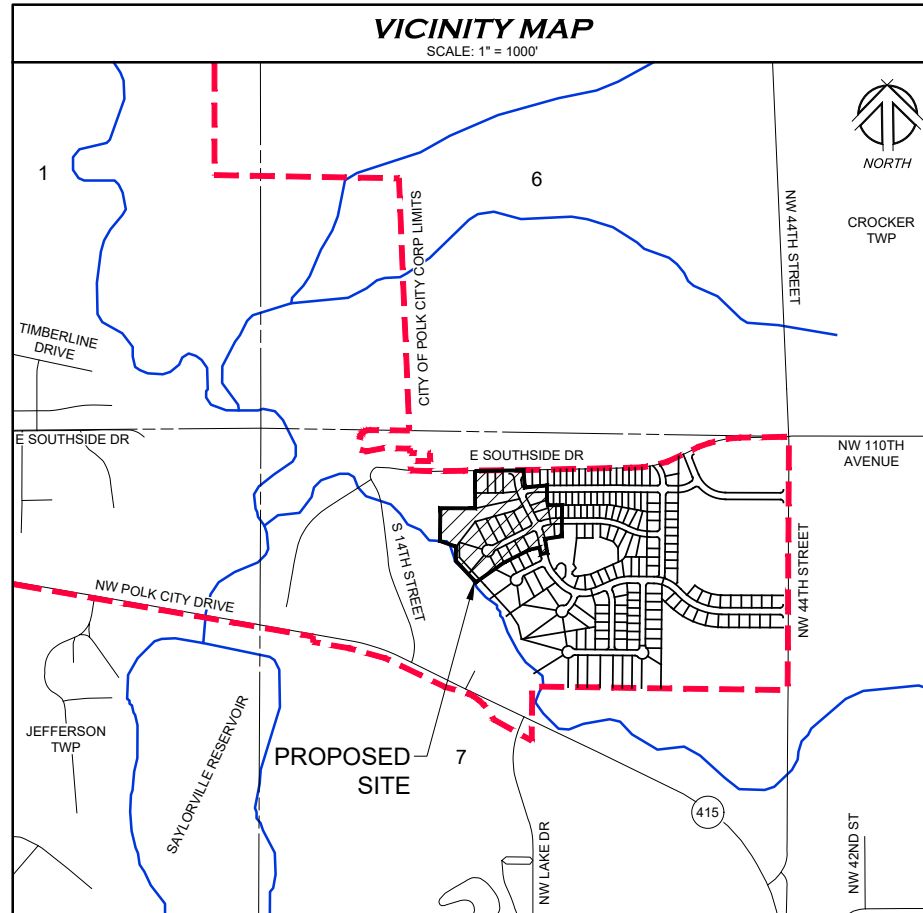 VICINITY MAP
SCALE: 1" = 1000'
NORTH
1
6
CITY OF POLK CITY CORP LIMITS
NW 44TH STREET
CROCKER
TWP
TIMBERLINE
DRIVE
E SOUTHSIDE DR
E SOUTHSIDE DR
NW 110TH
AVENUE
S 14TH STREET
NW 44TH STREET
NW POLK CITY DRIVE
JEFFERSON
TWP
SAYLORVILLE RESERVOIR
PROPOSED
SITE
7
415
NW LAKE DR
NW 42ND ST